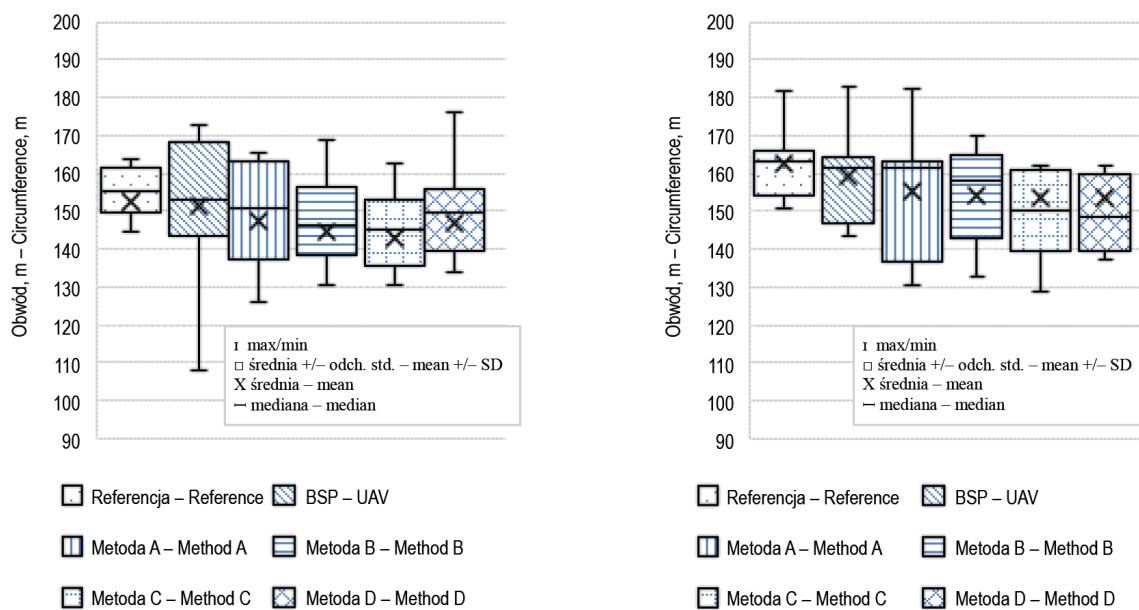 Obwód, m – Circumference, m
200
190
180
170
160
150
140
130
120
110
100
90
I max/min
□ średnia +/– odch. std. – mean +/– SD
X średnia – mean
mediana – median
Referencja – Reference
BSP – UAV
Metoda A – Method A
Metoda B – Method B
Metoda C – Method C
Metoda D – Method D
Obwód, m – Circumference, m
200
190
180
170
160
150
140
130
120
110
100
90
I max/min
□ średnia +/– odch. std. – mean +/– SD
X średnia – mean
mediana – median
Referencja – Reference
BSP – UAV
Metoda A – Method A
Metoda B – Method B
Metoda C – Method C
Metoda D – Method D